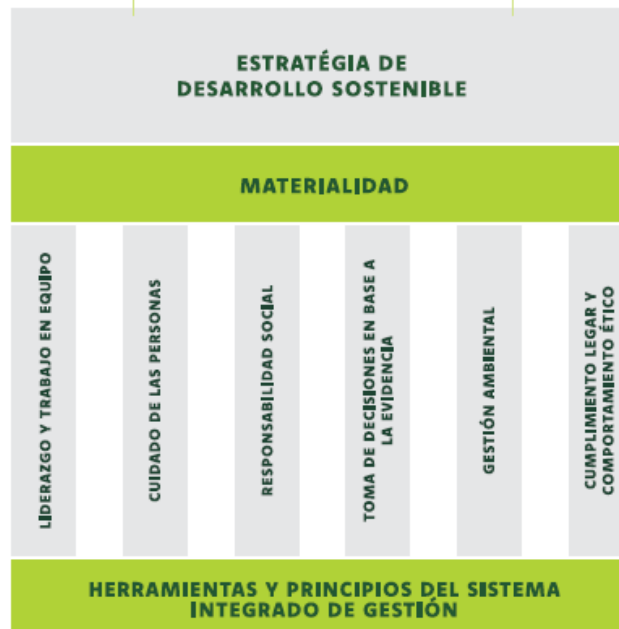 ESTRATÉGIA DE
DESARROLLO SOSTENIBLE
MATERIALIDAD
LIDERAZGO Y TRABAJO EN EQUIPO
CUIDADO DE LAS PERSONAS
RESPONSABILIDAD SOCIAL
TOMA DE DECISIONES EN BASE A
LA EVIDENCIA
GESTIÓN AMBIENTAL
CUMPLIMIENTO LEGAR Y
COMPORTAMIENTO ÉTICO
HERRAMIENTAS Y PRINCIPIOS DEL SISTEMA
INTEGRADO DE GESTIÓN